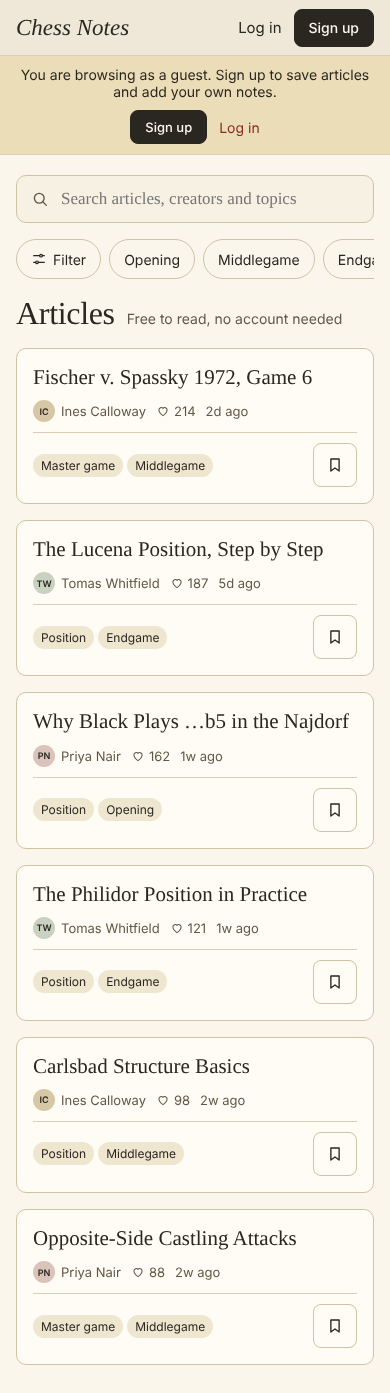 Chess Notes
Log in
Sign up
You are browsing as a guest. Sign up to save articles
and add your own notes.
Sign up
Log in
Search articles, creators and topics
Filter
Opening
Middlegame
Endga
Articles
Free to read, no account needed
Fischer v. Spassky 1972, Game 6
IC Ines Calloway 214 2d ago
Master game Middlegame
The Lucena Position, Step by Step
TW Tomas Whitfield 187 5d ago
Position Endgame
Why Black Plays …b5 in the Najdorf
PN Priya Nair 162 1w ago
Position Opening
The Philidor Position in Practice
TW Tomas Whitfield 121 1w ago
Position Endgame
Carlsbad Structure Basics
IC Ines Calloway 98 2w ago
Position Middlegame
Opposite-Side Castling Attacks
PN Priya Nair 88 2w ago
Master game Middlegame